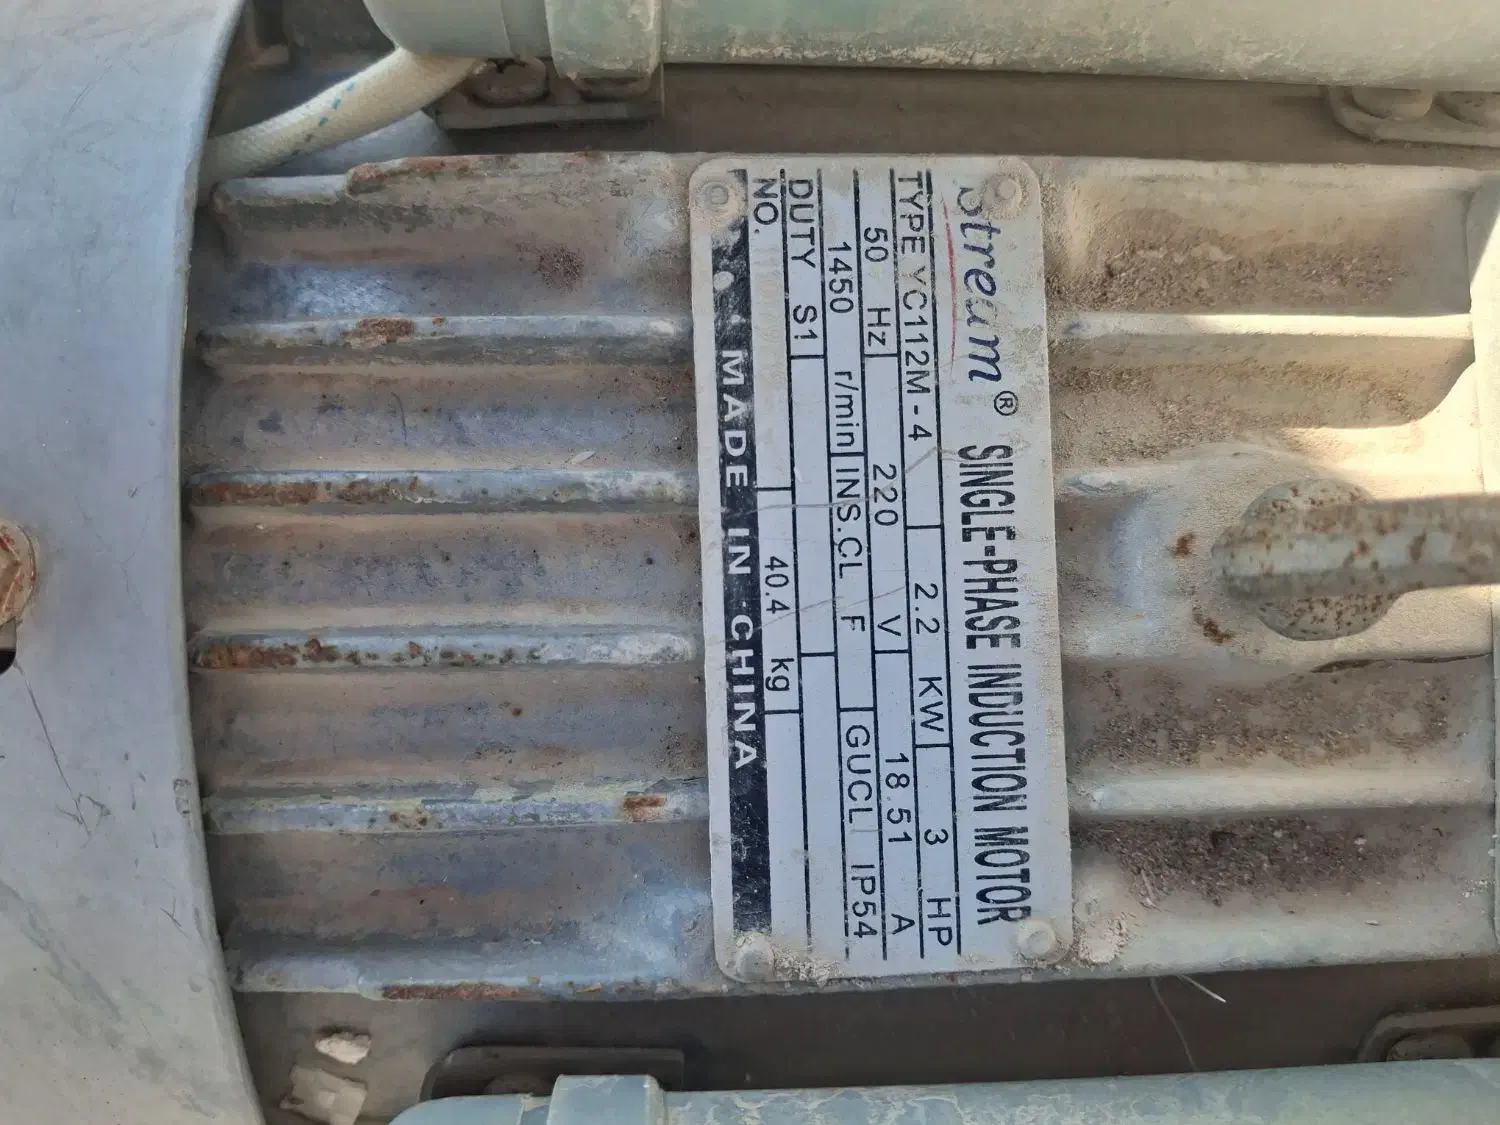 Stream® SINGLE-PHASE INDUCTION MOTOR
TYPE YC112M-4 2.2 KW 3 HP
50 Hz 220 V 18.51 A
1450 r/min INS.CL F GUCL IP54
DUTY S1
NO. 40.4 kg
MADE IN CHINA